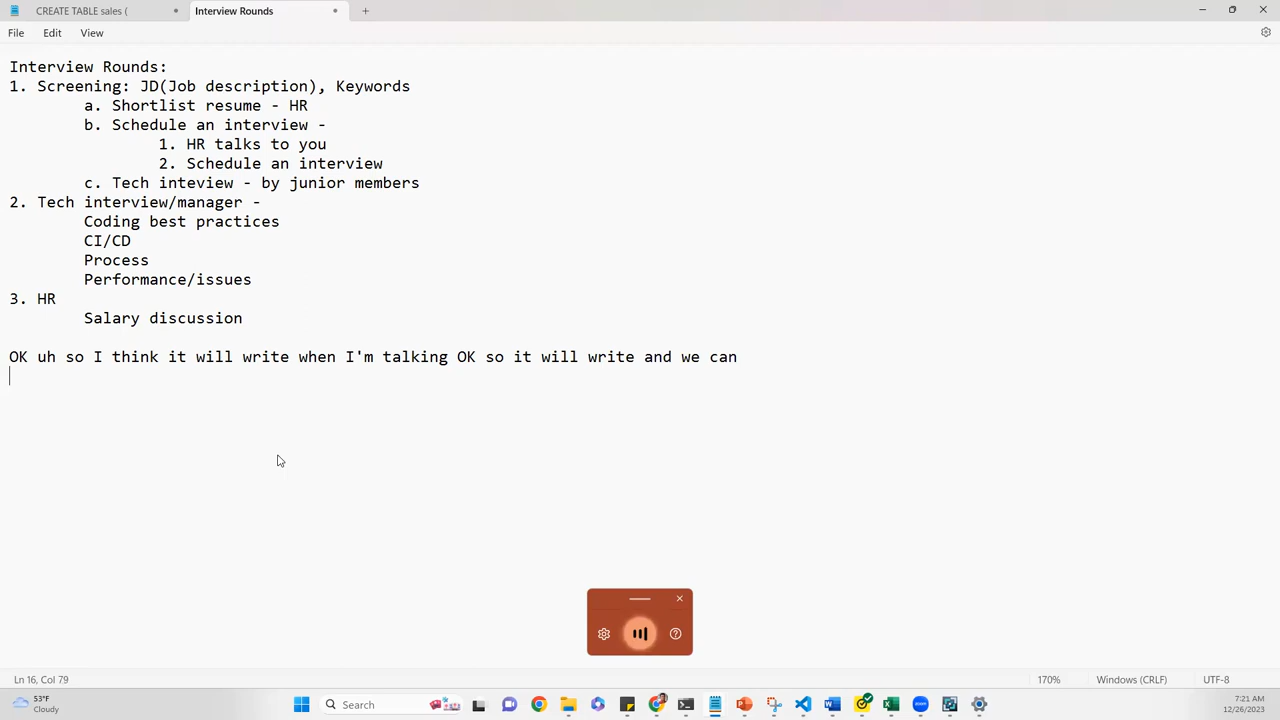 CREATE TABLE sales (
Interview Rounds
File Edit View
Interview Rounds:
1. Screening: JD(Job description), Keywords
a. Shortlist resume - HR
b. Schedule an interview -
1. HR talks to you
2. Schedule an interview
c. Tech inteview - by junior members
2. Tech interview/manager -
Coding best practices
CI/CD
Process
Performance/issues
3. HR
Salary discussion
OK uh so I think it will write when I'm talking OK so it will write and we can
Ln 16, Col 79
170%
Windows (CRLF)
UTF-8
53°F
Cloudy
Search
7:21 AM
12/26/2023